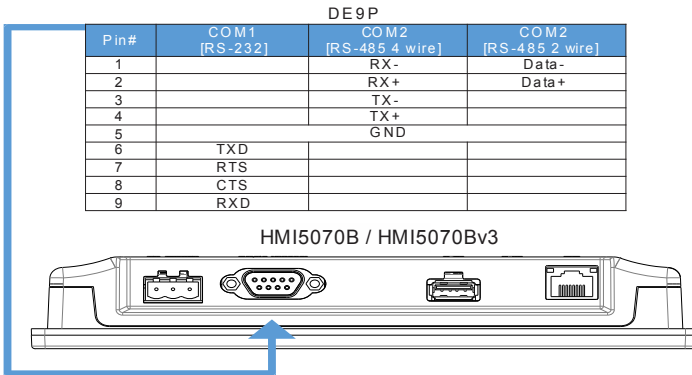 DE9P
Pin# COM1 [RS-232] COM2 [RS-485 4 wire] COM2 [RS-485 2 wire]
1 RX- Data-
2 RX+ Data+
3 TX-
4 TX+
5 GND
6 TXD
7 RTS
8 CTS
9 RXD
HMI5070B / HMI5070Bv3